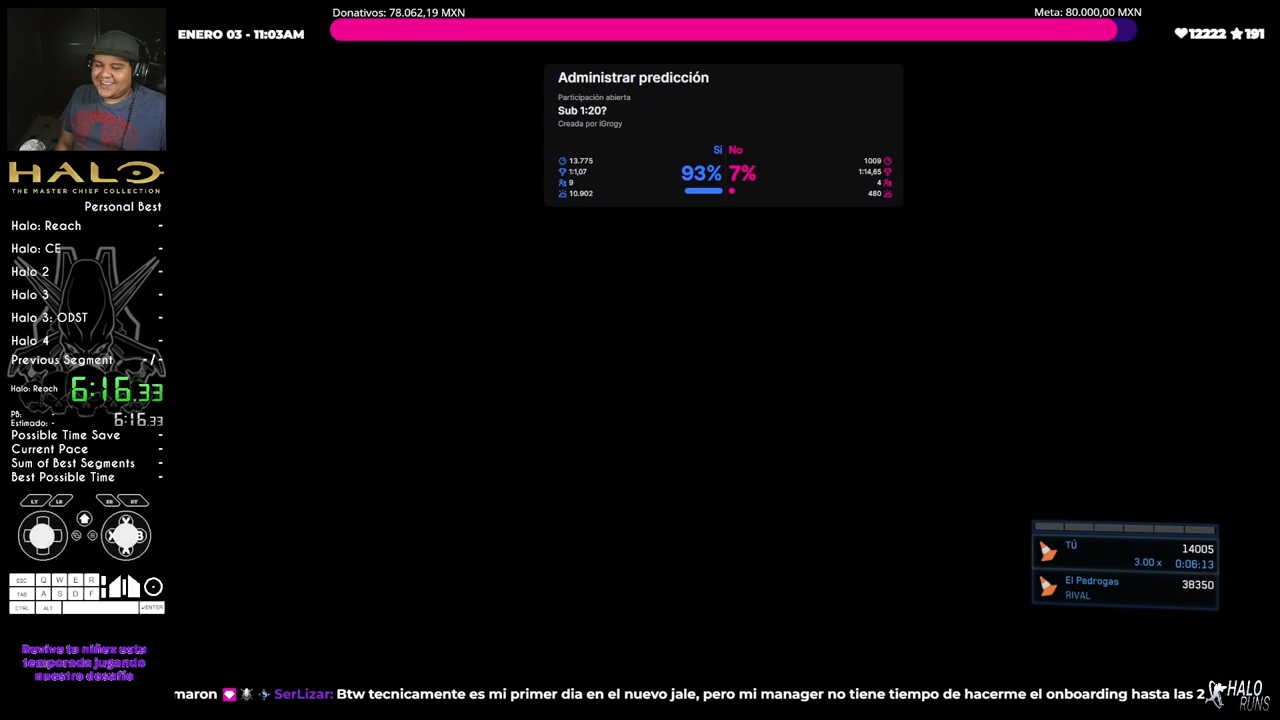 Donativos: 78.062,19 MXN
Meta: 80.000,00 MXN
ENERO 03 - 11:03AM
12222 191
Administrar predicción
Participación abierta
Sub 1:20?
Creada por iGrogy
Si No
13.775
1:1,07
9
10.902
93% 7%
1009
1:14,65
4
480
HALO
THE MASTER CHIEF COLLECTION
Personal Best
Halo: Reach -
Halo: CE -
Halo 2 -
Halo 3 -
Halo 3: ODST -
Halo 4 -
Previous Segment - / -
Halo: Reach 6:16.33
PB: -
Estimado: - 6:16.33
Possible Time Save -
Current Pace -
Sum of Best Segments -
Best Possible Time -
LT LB RB RT
X Y B A
ESC Q W E R
TAB A S D F
CTRL ALT ENTER
TÚ 14005
3.00 x 0:06:13
El Pedrogas 38350
RIVAL
Revive tu niñez esta
temporada jugando
nuestro desafío
maron SerLizar: Btw tecnicamente es mi primer dia en el nuevo jale, pero mi manager no tiene tiempo de hacerme el onboarding hasta las 2,
HALO
RUNS